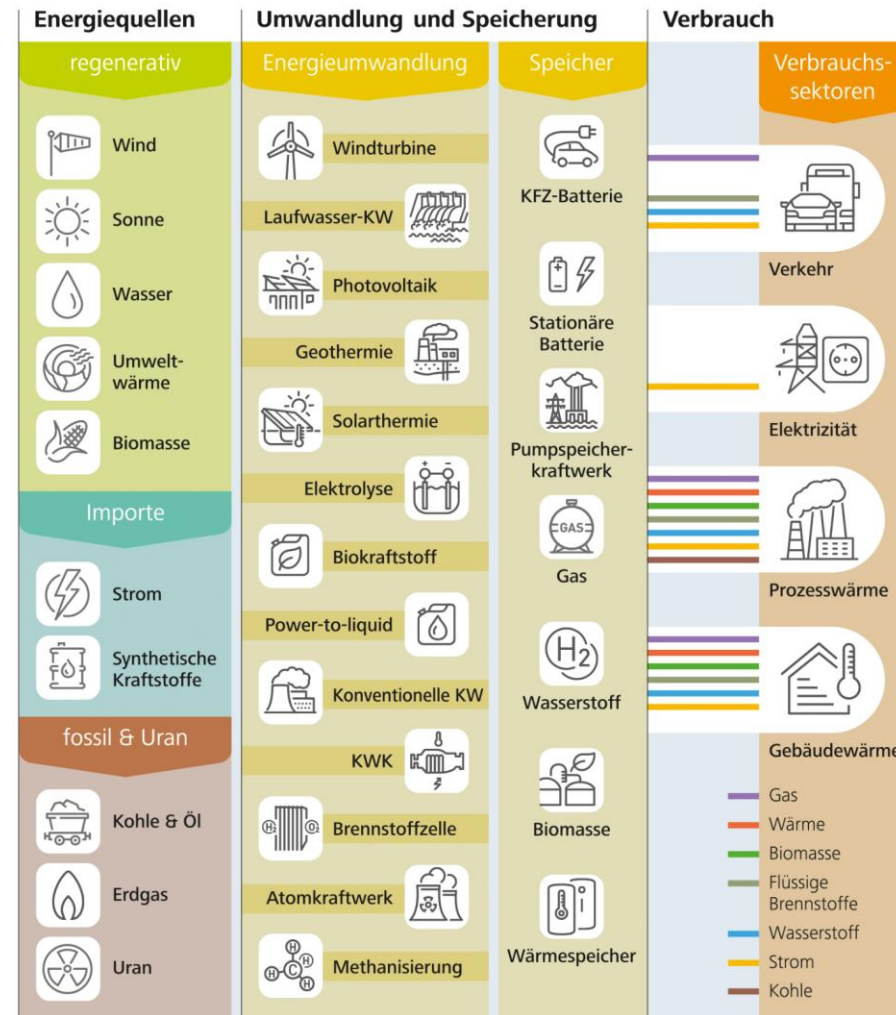 Energiequellen
Umwandlung und Speicherung
Verbrauch
regenerativ
Wind
Sonne
Wasser
Umwelt-
wärme
Biomasse
Importe
Strom
Synthetische
Kraftstoffe
fossil & Uran
Kohle & Öl
Erdgas
Uran
Energieumwandlung
Windturbine
Laufwasser-KW
Photovoltaik
Geothermie
Solarthermie
Elektrolyse
Biokraftstoff
Power-to-liquid
Konventionelle KW
KWK
Brennstoffzelle
H₂
O₂
Atomkraftwerk
Methanisierung
H
H
C
H
H
Speicher
KFZ-Batterie
Stationäre
Batterie
Pumpspeicher-
kraftwerk
GAS
Gas
H₂
Wasserstoff
Biomasse
Wärmespeicher
Verbrauchs-
sektoren
Verkehr
Elektrizität
Prozesswärme
Gebäudewärme
Gas
Wärme
Biomasse
Flüssige
Brennstoffe
Wasserstoff
Strom
Kohle